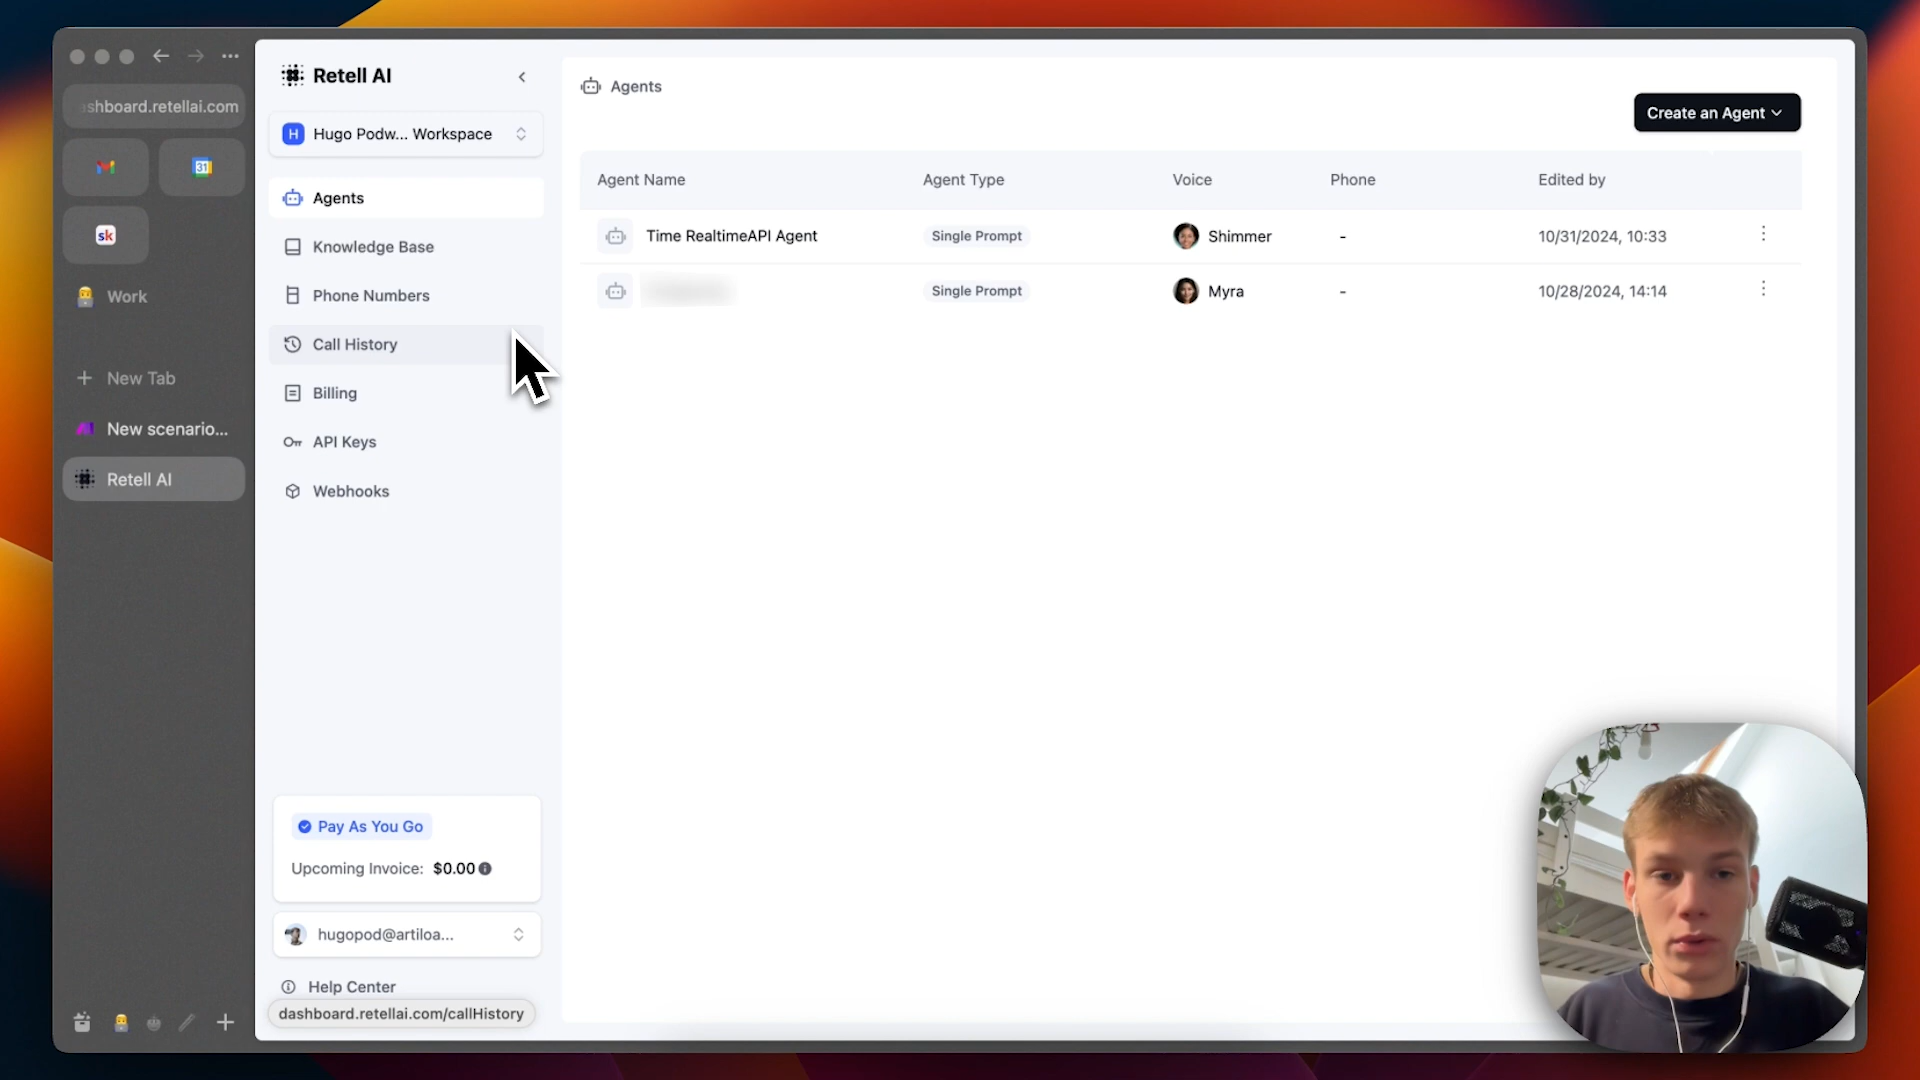 shboard.retellai.com
31
sk
Work
New Tab
New scenario...
Retell AI
Retell AI
H Hugo Podw... Workspace
Agents
Knowledge Base
Phone Numbers
Call History
Billing
API Keys
Webhooks
Pay As You Go
Upcoming Invoice: $0.00
hugopod@artiloa...
Help Center
dashboard.retellai.com/callHistory
Agents
Create an Agent
Agent Name Agent Type Voice Phone Edited by
Time RealtimeAPI Agent Single Prompt Shimmer - 10/31/2024, 10:33
Single Prompt Myra - 10/28/2024, 14:14